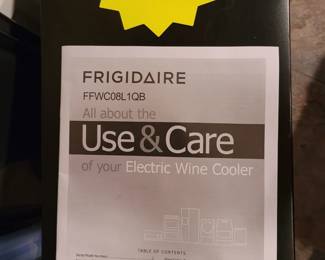 FRIGIDAIRE
FFWC08L1QB
All about the
Use & Care
of your Electric Wine Cooler
TABLE OF CONTENTS